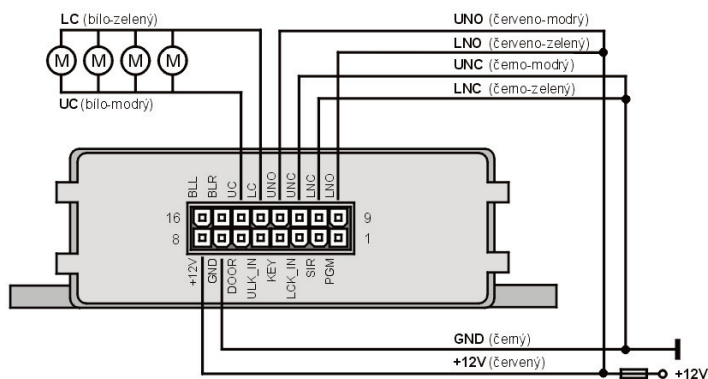 LC (bílo-zelený)
M M M M
UC (bílo-modrý)
UNO (červeno-modrý)
LNO (červeno-zelený)
UNC (černo-modrý)
LNC (černo-zelený)
BLL
BLR
UC
LC
UNO
UNC
LNC
LNO
16
9
8
1
+12V
GND
DOOR
ULK_IN
KEY
LCK_IN
SIR
PGM
GND (černý)
+12V (červený)
+12V